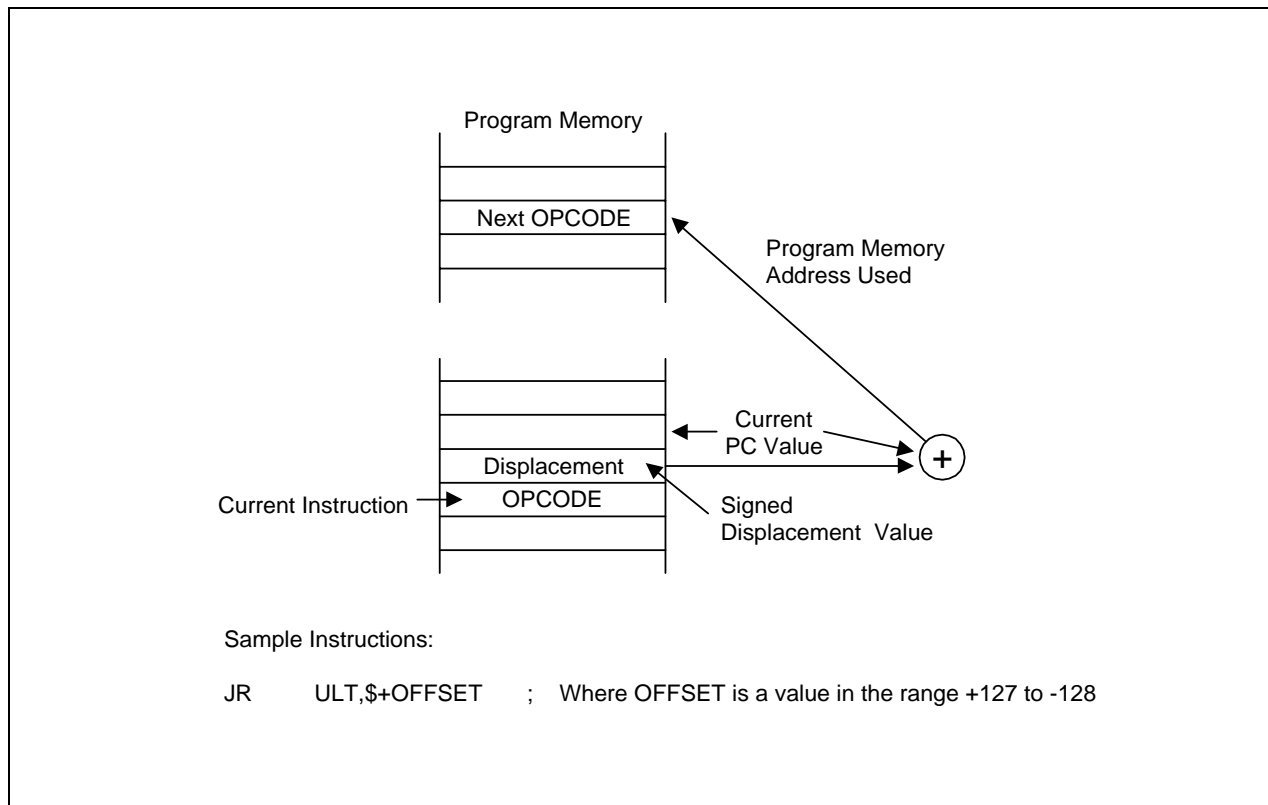 Program Memory
Next OPCODE
Program Memory
Address Used
Current
PC Value
+
Displacement
Current Instruction
OPCODE
Signed
Displacement Value
Sample Instructions:
JR ULT,$+OFFSET ; Where OFFSET is a value in the range +127 to -128